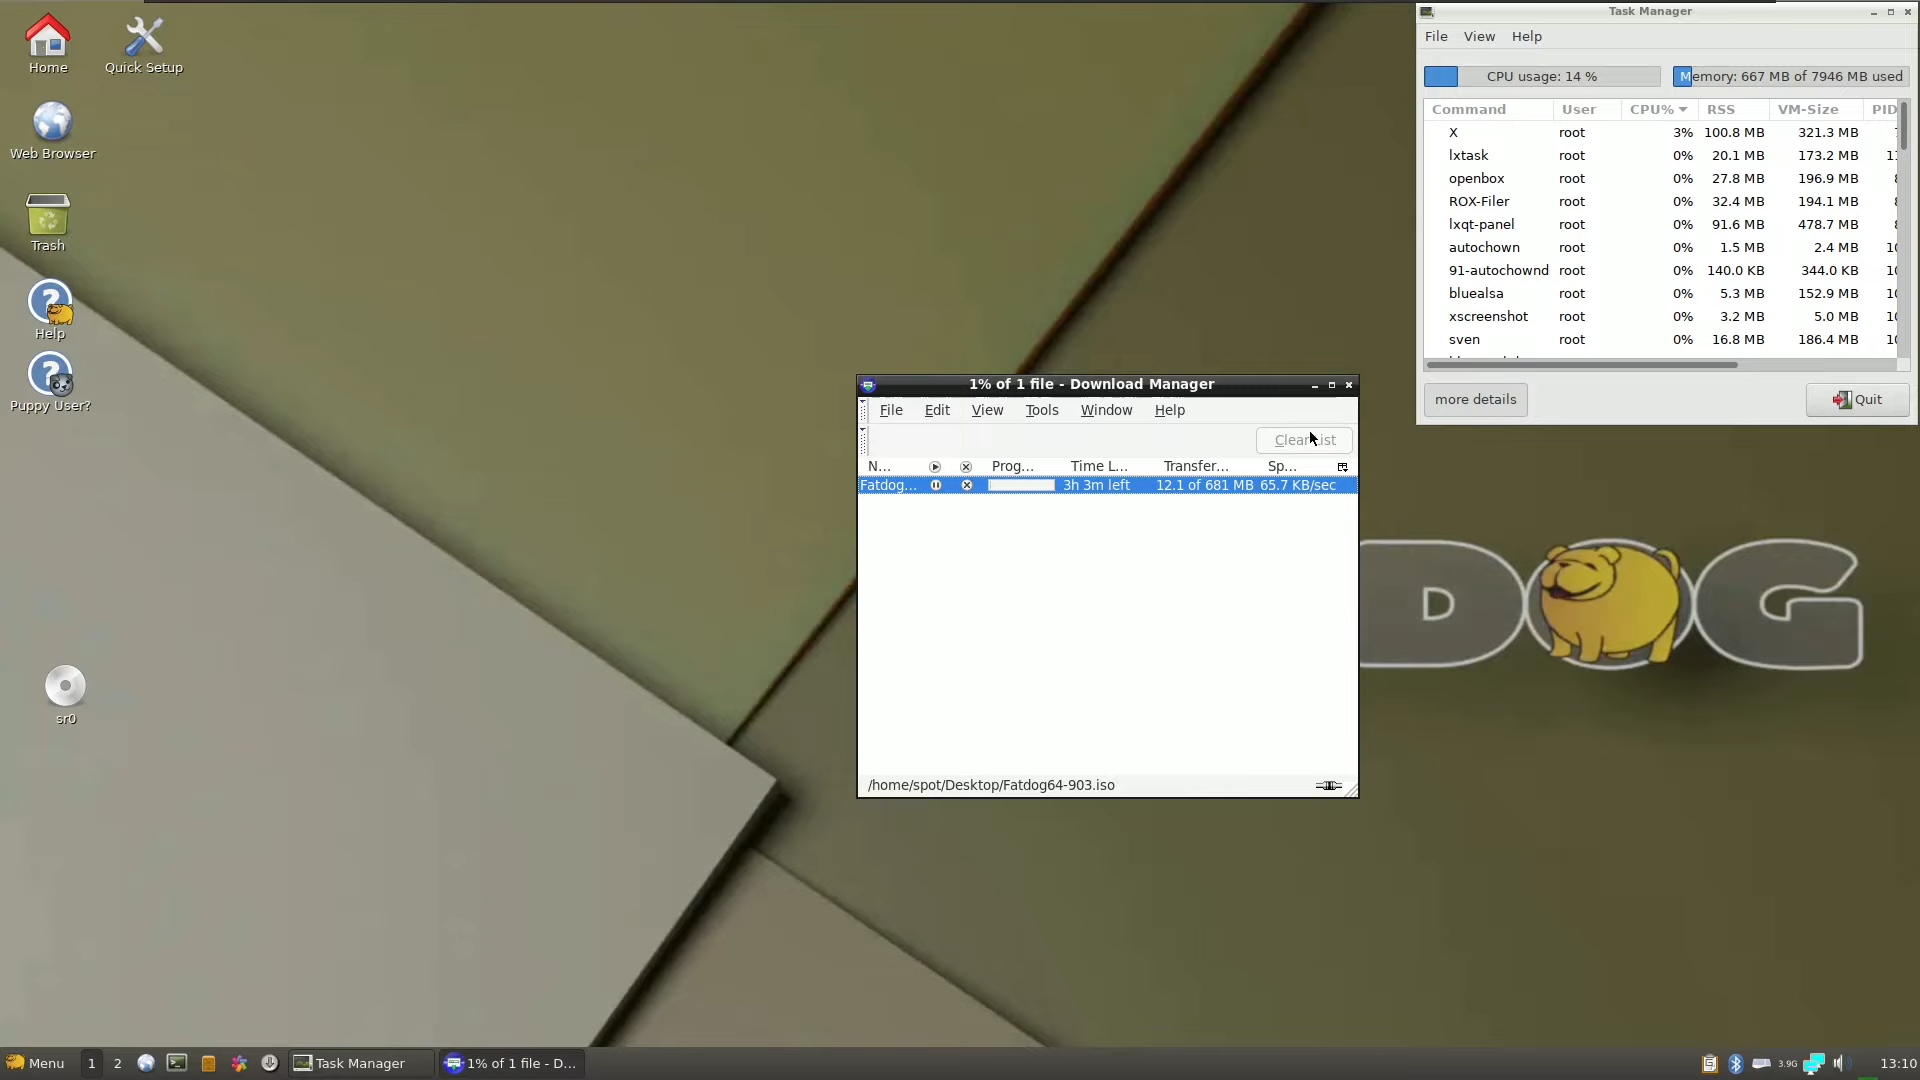 Home
Quick Setup
Web Browser
Trash
Help
Puppy User?
sr0
Task Manager
File View Help
CPU usage: 14 %
Memory: 667 MB of 7946 MB used
Command User CPU% RSS VM-Size PID
X root 3% 100.8 MB 321.3 MB
lxtask root 0% 20.1 MB 173.2 MB
openbox root 0% 27.8 MB 196.9 MB
ROX-Filer root 0% 32.4 MB 194.1 MB
lxqt-panel root 0% 91.6 MB 478.7 MB
autochown root 0% 1.5 MB 2.4 MB
91-autochownd root 0% 140.0 KB 344.0 KB
bluealsa root 0% 5.3 MB 152.9 MB
xscreenshot root 0% 3.2 MB 5.0 MB
sven root 0% 16.8 MB 186.4 MB
more details
Quit
1% of 1 file - Download Manager
File Edit View Tools Window Help
Clear List
N... Prog... Time L... Transfer... Sp...
Fatdog... 3h 3m left 12.1 of 681 MB 65.7 KB/sec
/home/spot/Desktop/Fatdog64-903.iso
D G
Menu 1 2 Task Manager 1% of 1 file - D... 3.9G 13:10